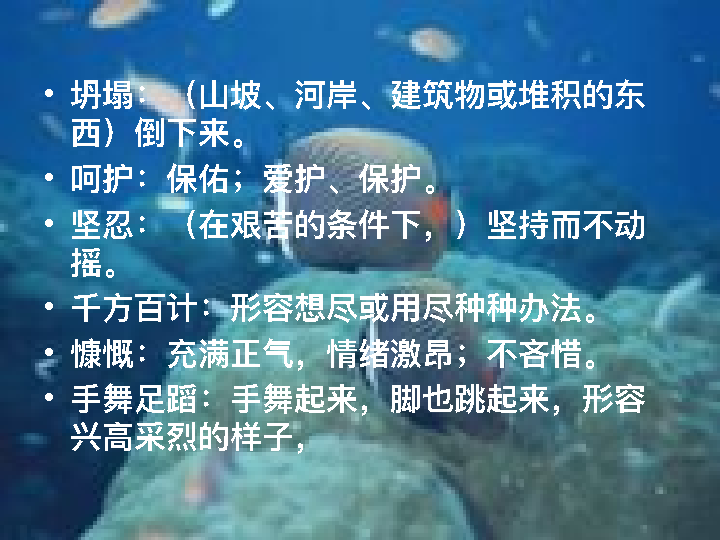 • 坍塌：（山坡、河岸、建筑物或堆积的东
西）倒下来。
• 呵护：保佑；爱护、保护。
• 坚忍：（在艰苦的条件下，）坚持而不动
摇。
• 千方百计：形容想尽或用尽种种办法。
• 慷慨：充满正气，情绪激昂；不吝惜。
• 手舞足蹈：手舞起来，脚也跳起来，形容
兴高采烈的样子，